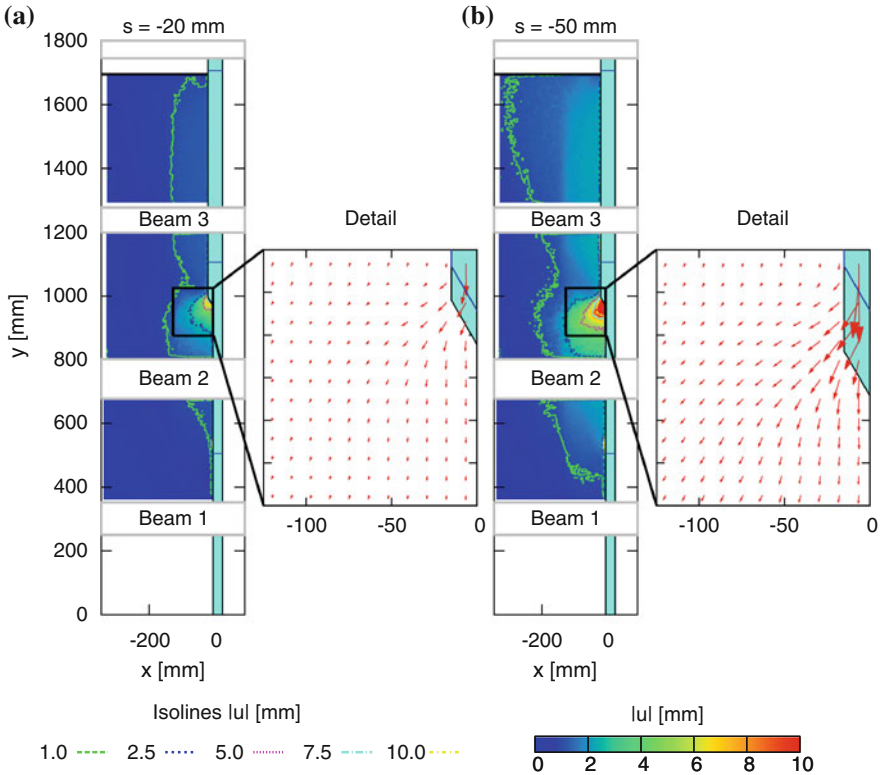 (a)
s = -20 mm
(b)
s = -50 mm
1800
1600
1400
1200
1000
800
600
400
200
0
y [mm]
Beam 3
Beam 2
Beam 1
Detail
-100
-50
0
-200
0
x [mm]
Beam 3
Beam 2
Beam 1
Detail
-100
-50
0
-200
0
x [mm]
Isolines |u| [mm]
1.0
2.5
5.0
7.5
10.0
|u| [mm]
0 2 4 6 8 10